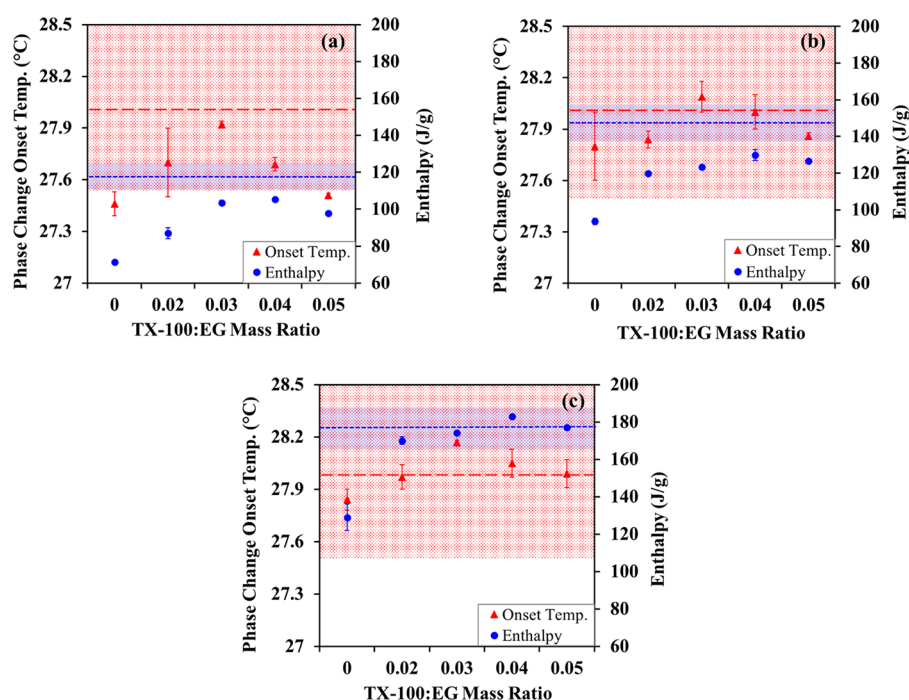 (a)
Phase Change Onset Temp. (°C)
28.5
28.2
27.9
27.6
27.3
27
200
180
160
140
120
100
80
60
Enthalpy (J/g)
Onset Temp.
Enthalpy
0 0.02 0.03 0.04 0.05
TX-100:EG Mass Ratio
(b)
Phase Change Onset Temp. (°C)
28.5
28.2
27.9
27.6
27.3
27
200
180
160
140
120
100
80
60
Enthalpy (J/g)
Onset Temp.
Enthalpy
0 0.02 0.03 0.04 0.05
TX-100:EG Mass Ratio
(c)
Phase Change Onset Temp. (°C)
28.5
28.2
27.9
27.6
27.3
27
200
180
160
140
120
100
80
60
Enthalpy (J/g)
Onset Temp.
Enthalpy
0 0.02 0.03 0.04 0.05
TX-100:EG Mass Ratio